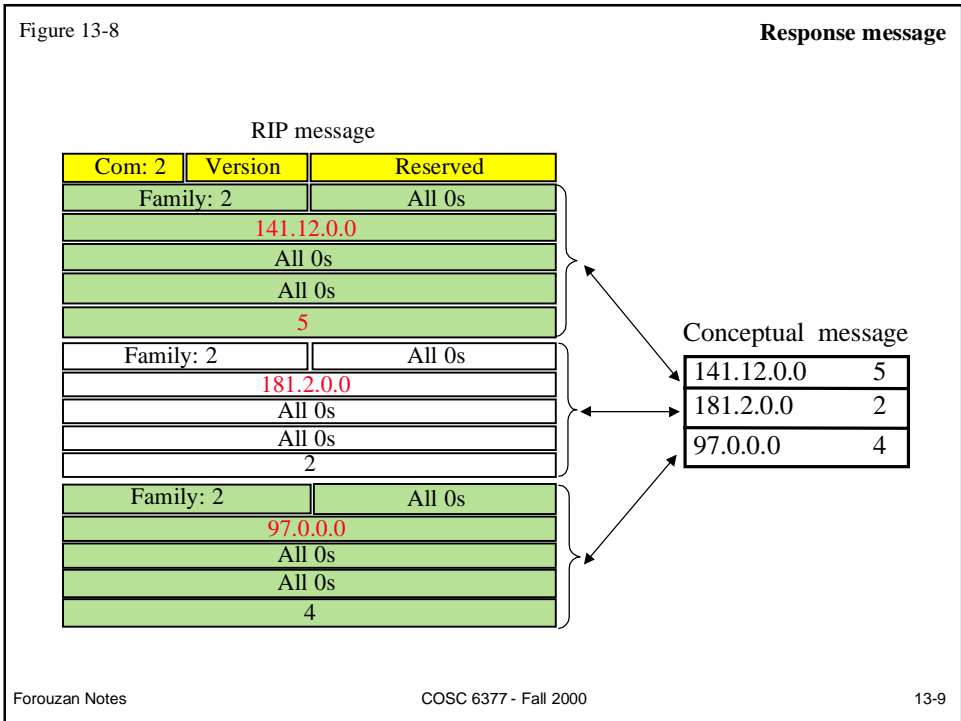 Figure 13-8
Response message
RIP message
Com: 2 Version Reserved
Family: 2 All 0s
141.12.0.0
All 0s
All 0s
5
Family: 2 All 0s
181.2.0.0
All 0s
All 0s
2
Family: 2 All 0s
97.0.0.0
All 0s
All 0s
4
Conceptual message
141.12.0.0 5
181.2.0.0 2
97.0.0.0 4
Forouzan Notes COSC 6377 - Fall 2000 13-9